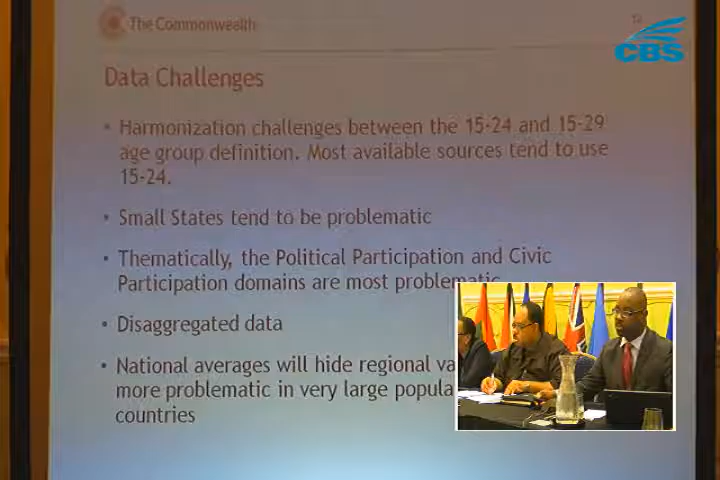 The Commonwealth
12
CBS
Data Challenges
• Harmonization challenges between the 15-24 and 15-29
age group definition. Most available sources tend to use
15-24.
• Small States tend to be problematic
• Thematically, the Political Participation and Civic
Participation domains are most problematic
• Disaggregated data
• National averages will hide regional va
more problematic in very large popula
countries